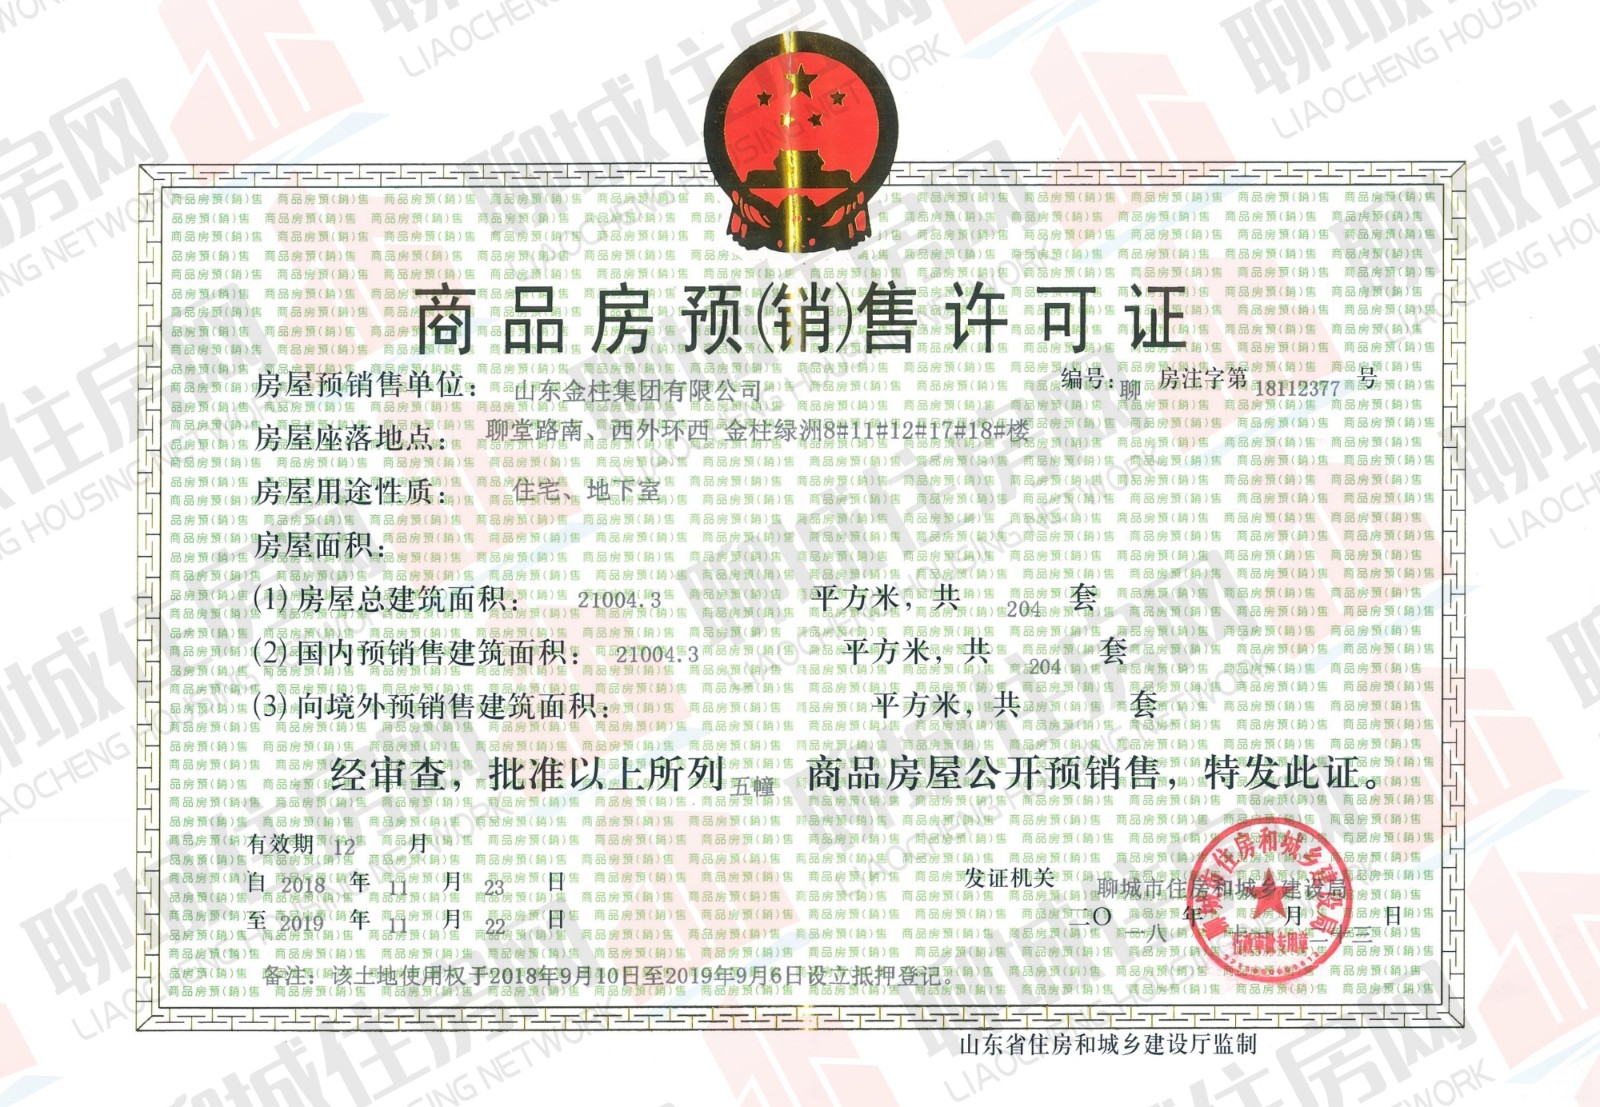 商品房预(销)售许可证
房屋预销售单位： 山东金柱集团有限公司 编号：聊 房注字第 18112377 号
房屋座落地点： 聊堂路南、西外环西 金柱绿洲8#11#12#17#18#楼
房屋用途性质： 住宅、地下室
房屋面积：
(1)房屋总建筑面积： 21004.3 平方米，共 204 套
(2)国内预销售建筑面积： 21004.3 平方米，共 204 套
(3)向境外预销售建筑面积： 平方米，共 套
经审查，批准以上所列 五幢 商品房屋公开预销售，特发此证。
有效期 12 月
自 2018 年 11 月 23 日
至 2019 年 11 月 22 日
发证机关 聊城市住房和城乡建设局
二〇一八 年 月 二十三 日
行政审批专用章
备注：该土地使用权于2018年9月10日至2019年9月6日设立抵押登记。
山东省住房和城乡建设厅监制
聊城住房网
LIAOCHENG HOUSING NETWORK